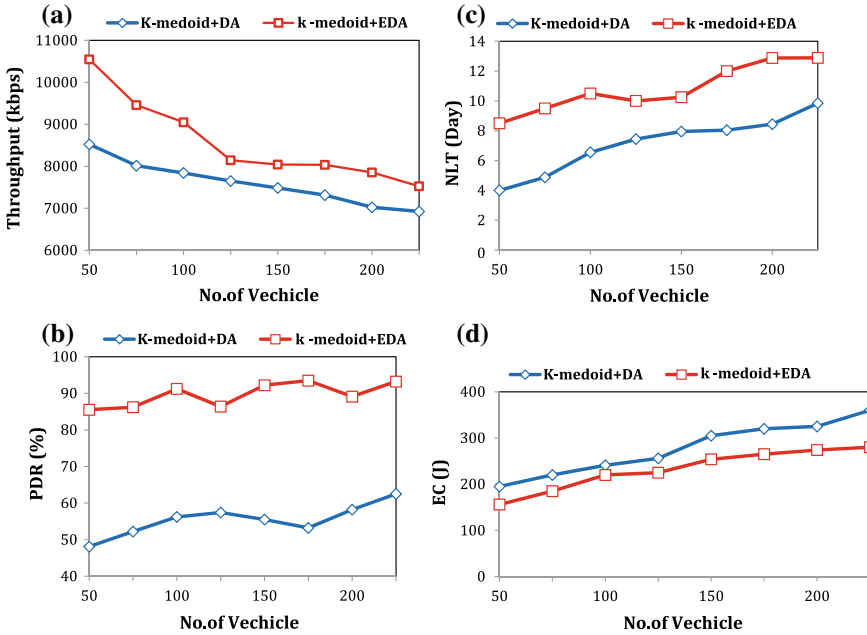 (a)
K-medoid+DA k -medoid+EDA
Throughput (kbps)
11000
10000
9000
8000
7000
6000
50 100 150 200
No.of Vechicle
(c)
K-medoid+DA k -medoid+EDA
NLT (Day)
14
12
10
8
6
4
2
0
50 100 150 200
No.of Vechicle
(b)
K-medoid+DA k -medoid+EDA
PDR (%)
100
90
80
70
60
50
40
50 100 150 200
No.of Vechicle
(d)
K-medoid+DA k -medoid+EDA
EC (J)
400
300
200
100
0
50 100 150 200
No.of Vechicle